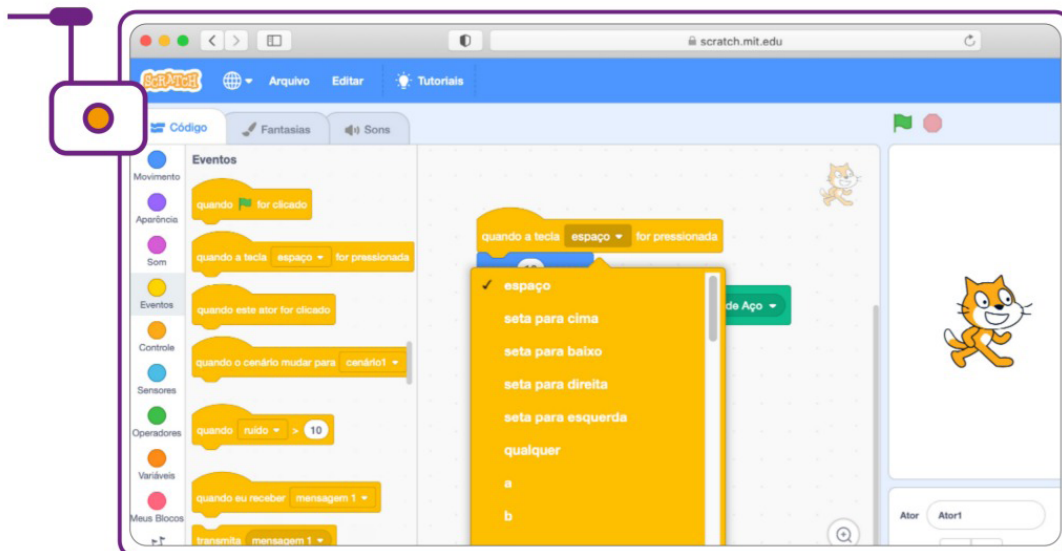 scratch.mit.edu
SCRATCH Arquivo Editar Tutoriais
Código Fantasias Sons
Movimento
Aparência
Som
Eventos
Controle
Sensores
Operadores
Variáveis
Meus Blocos
Eventos
quando for clicado
quando a tecla espaço for pressionada
quando este ator for clicado
quando o cenário mudar para cenário1
quando ruído > 10
quando eu receber mensagem 1
transmita mensagem 1
quando a tecla espaço for pressionada
de Aço
espaço
seta para cima
seta para baixo
seta para direita
seta para esquerda
qualquer
a
b
Ator Ator1